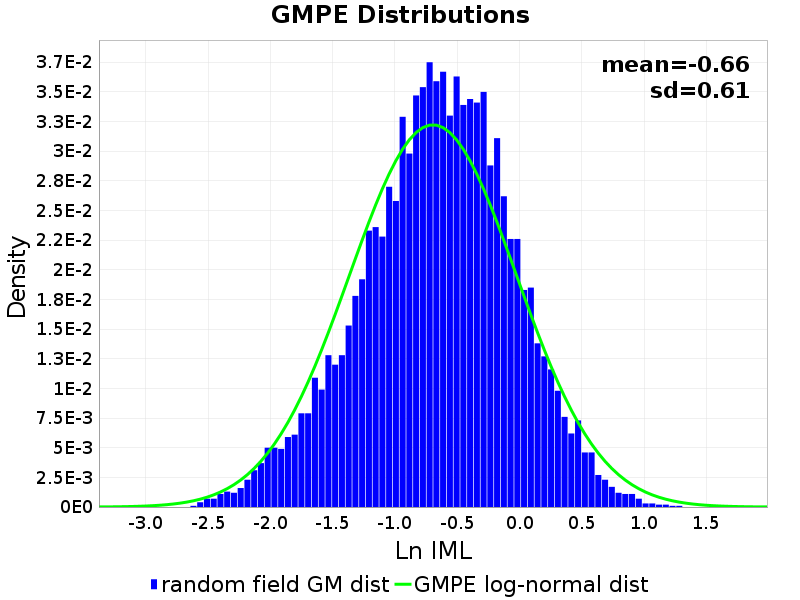 GMPE Distributions
mean=-0.66
sd=0.61
3.7E-2
3.5E-2
3.3E-2
3E-2
2.8E-2
2.5E-2
2.2E-2
2E-2
1.8E-2
1.5E-2
1.3E-2
1E-2
7.5E-3
5E-3
2.5E-3
0E0
Density
-3.0 -2.5 -2.0 -1.5 -1.0 -0.5 0.0 0.5 1.0 1.5
Ln IML
random field GM dist GMPE log-normal dist